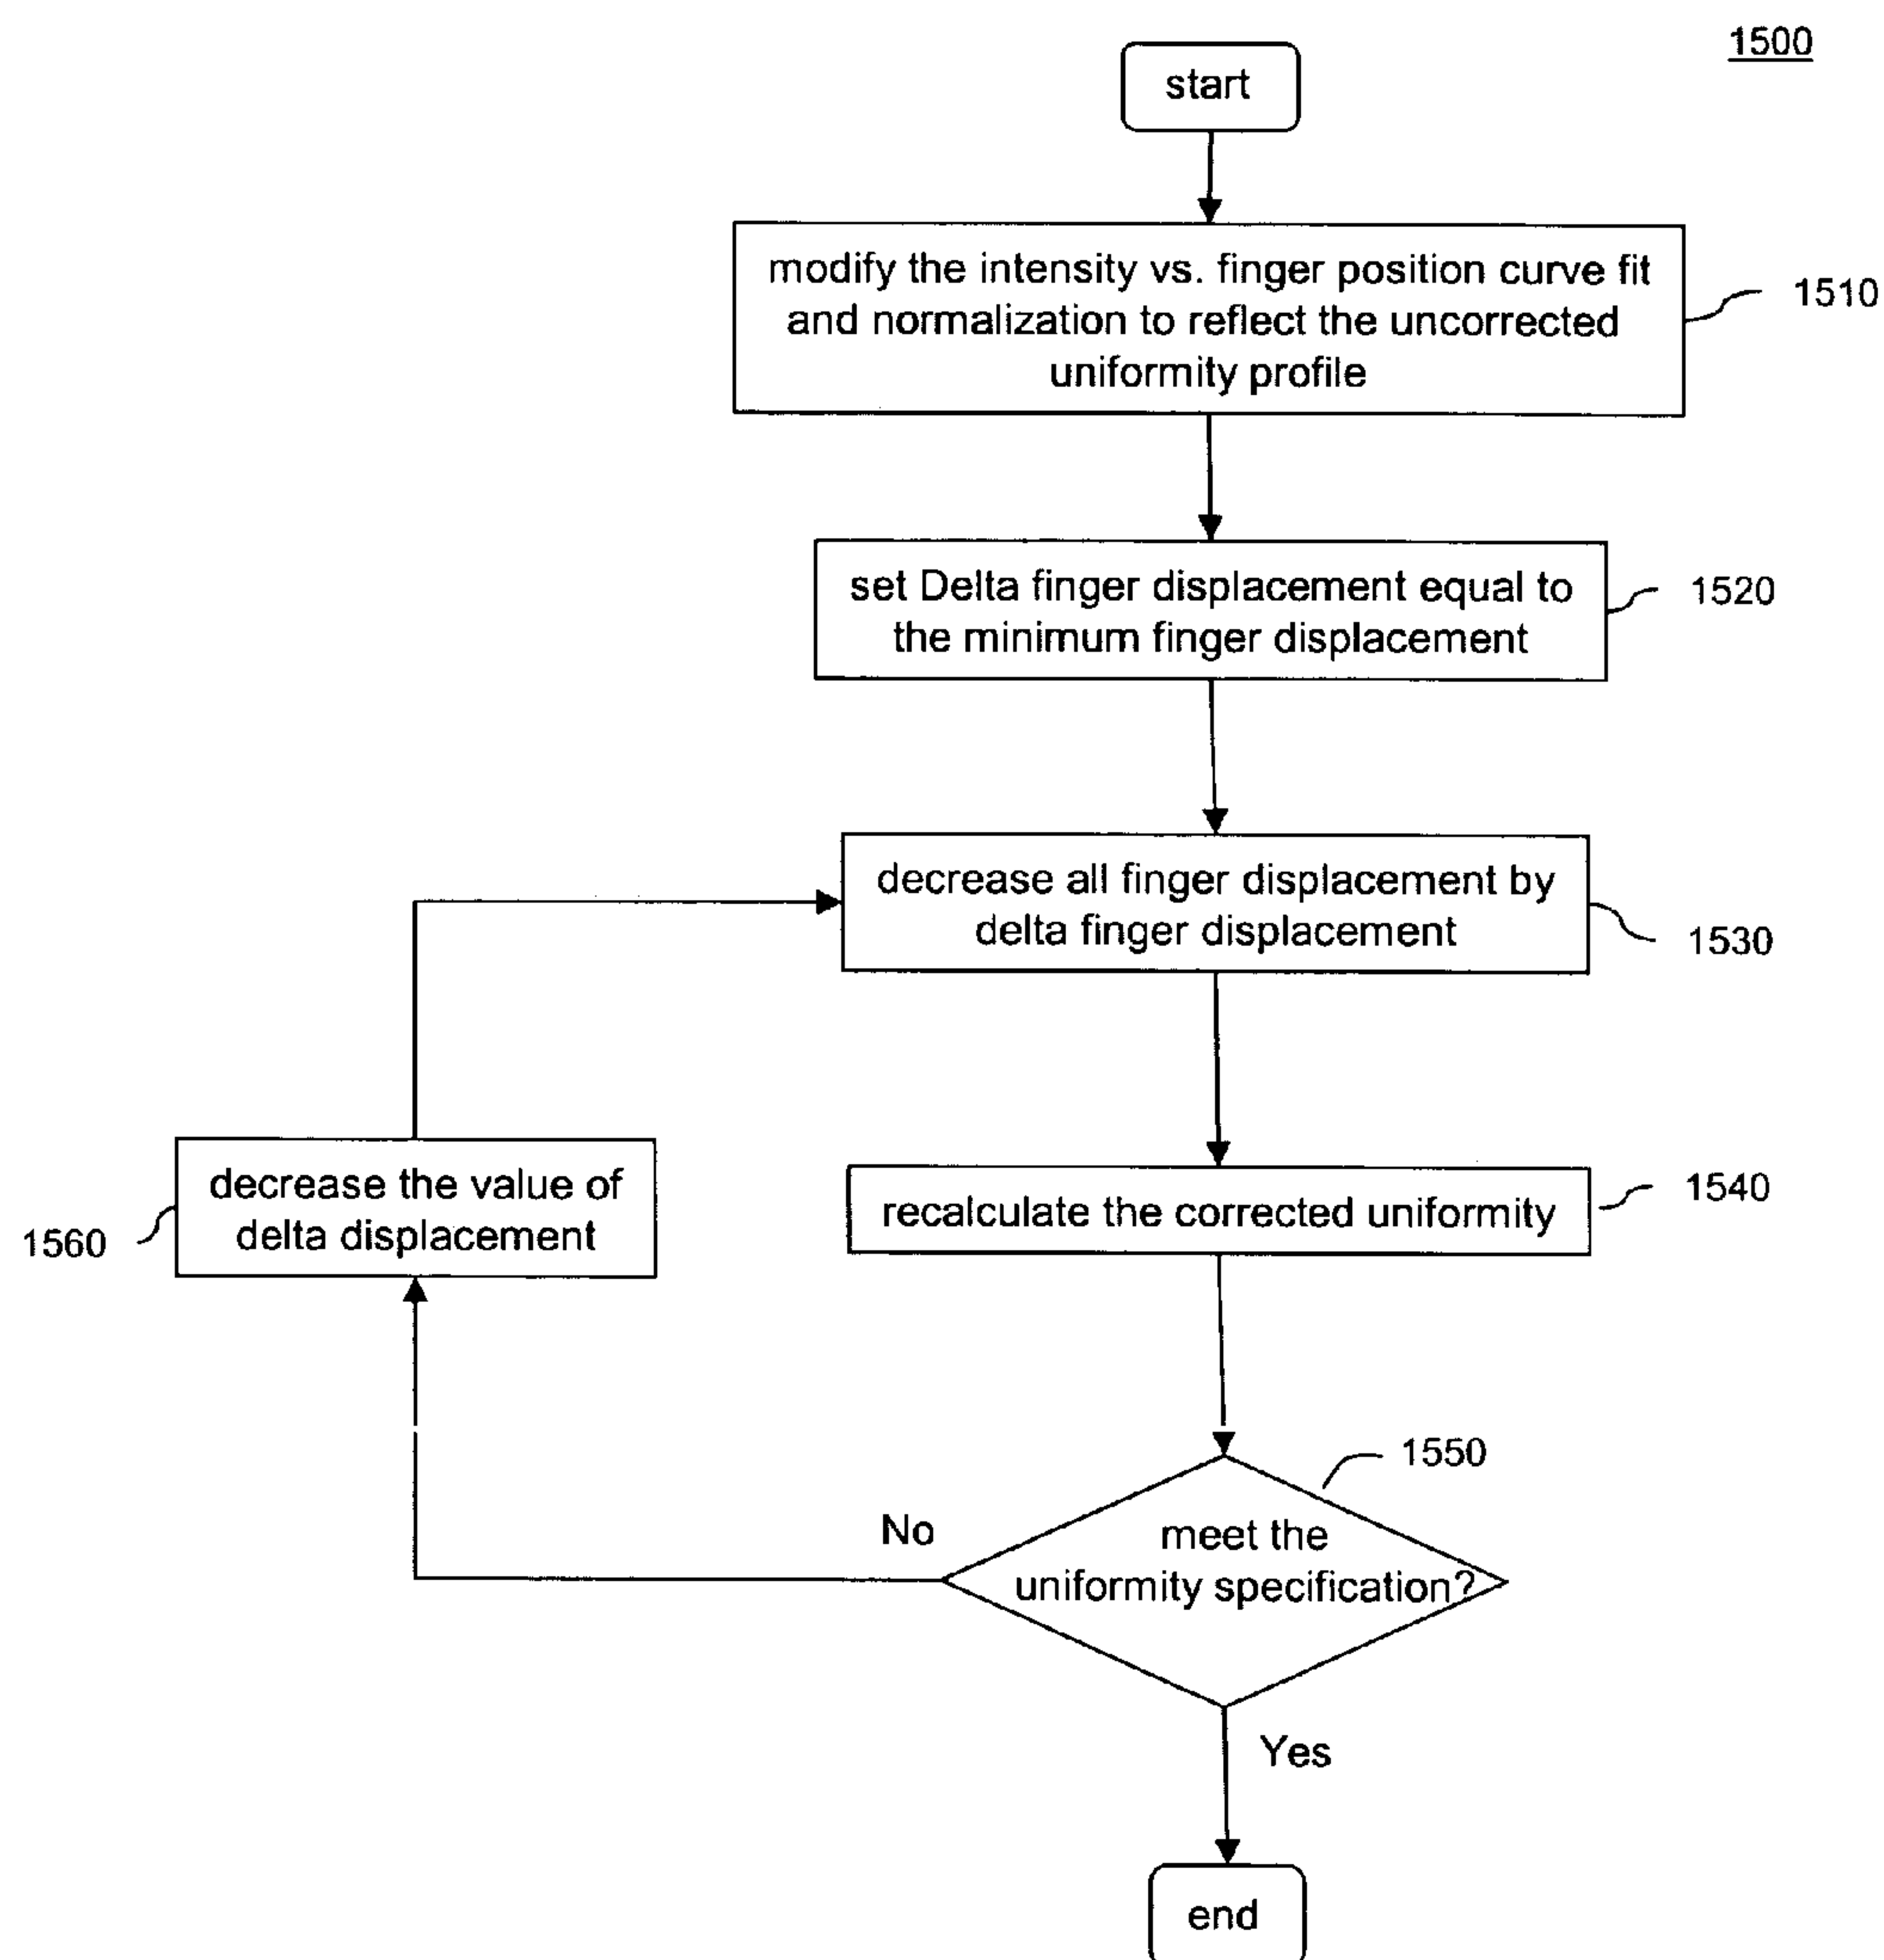 1500
start
modify the intensity vs. finger position curve fit
and normalization to reflect the uncorrected
uniformity profile
1510
set Delta finger displacement equal to
the minimum finger displacement
1520
decrease all finger displacement by
delta finger displacement
1530
decrease the value of
delta displacement
1560
recalculate the corrected uniformity
1540
1550
No
meet the
uniformity specification?
Yes
end